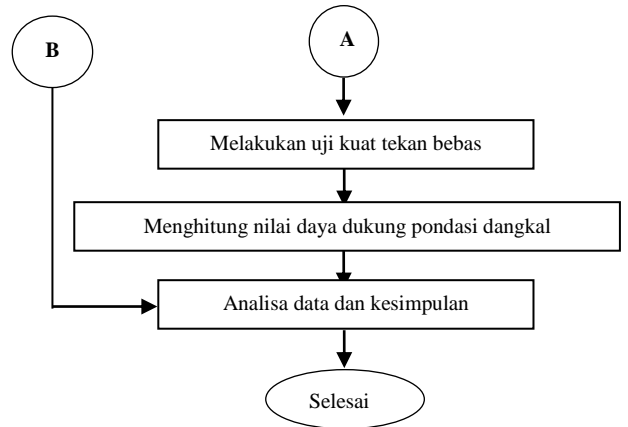 B
A
Melakukan uji kuat tekan bebas
Menghitung nilai daya dukung pondasi dangkal
Analisa data dan kesimpulan
Selesai